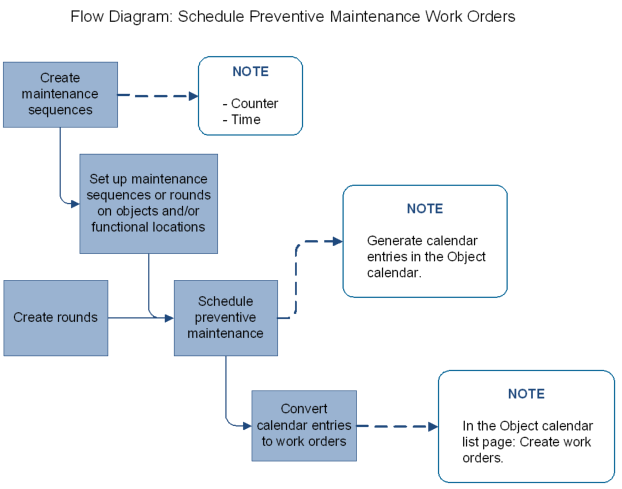 Flow Diagram: Schedule Preventive Maintenance Work Orders
Create
maintenance
sequences
NOTE
- Counter
- Time
Set up maintenance
sequences or rounds
on objects and/or
functional locations
NOTE
Generate calendar
entries in the Object
calendar.
Create rounds
Schedule
preventive
maintenance
Convert
calendar entries
to work orders
NOTE
In the Object calendar
list page: Create work
orders.